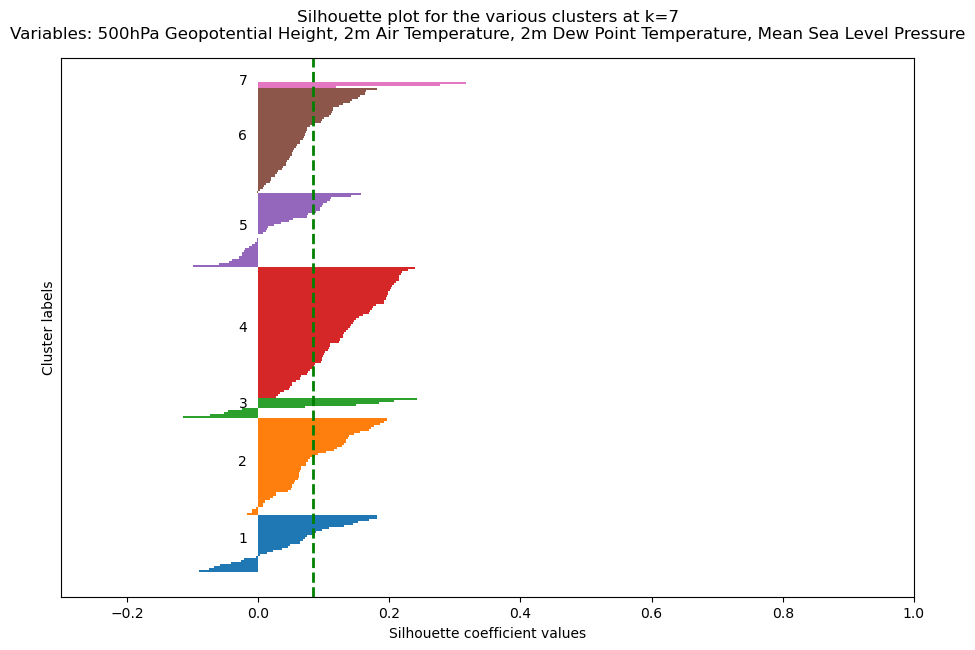 Silhouette plot for the various clusters at k=7
Variables: 500hPa Geopotential Height, 2m Air Temperature, 2m Dew Point Temperature, Mean Sea Level Pressure
7
6
5
4
3
2
1
Cluster labels
−0.2 0.0 0.2 0.4 0.6 0.8 1.0
Silhouette coefficient values